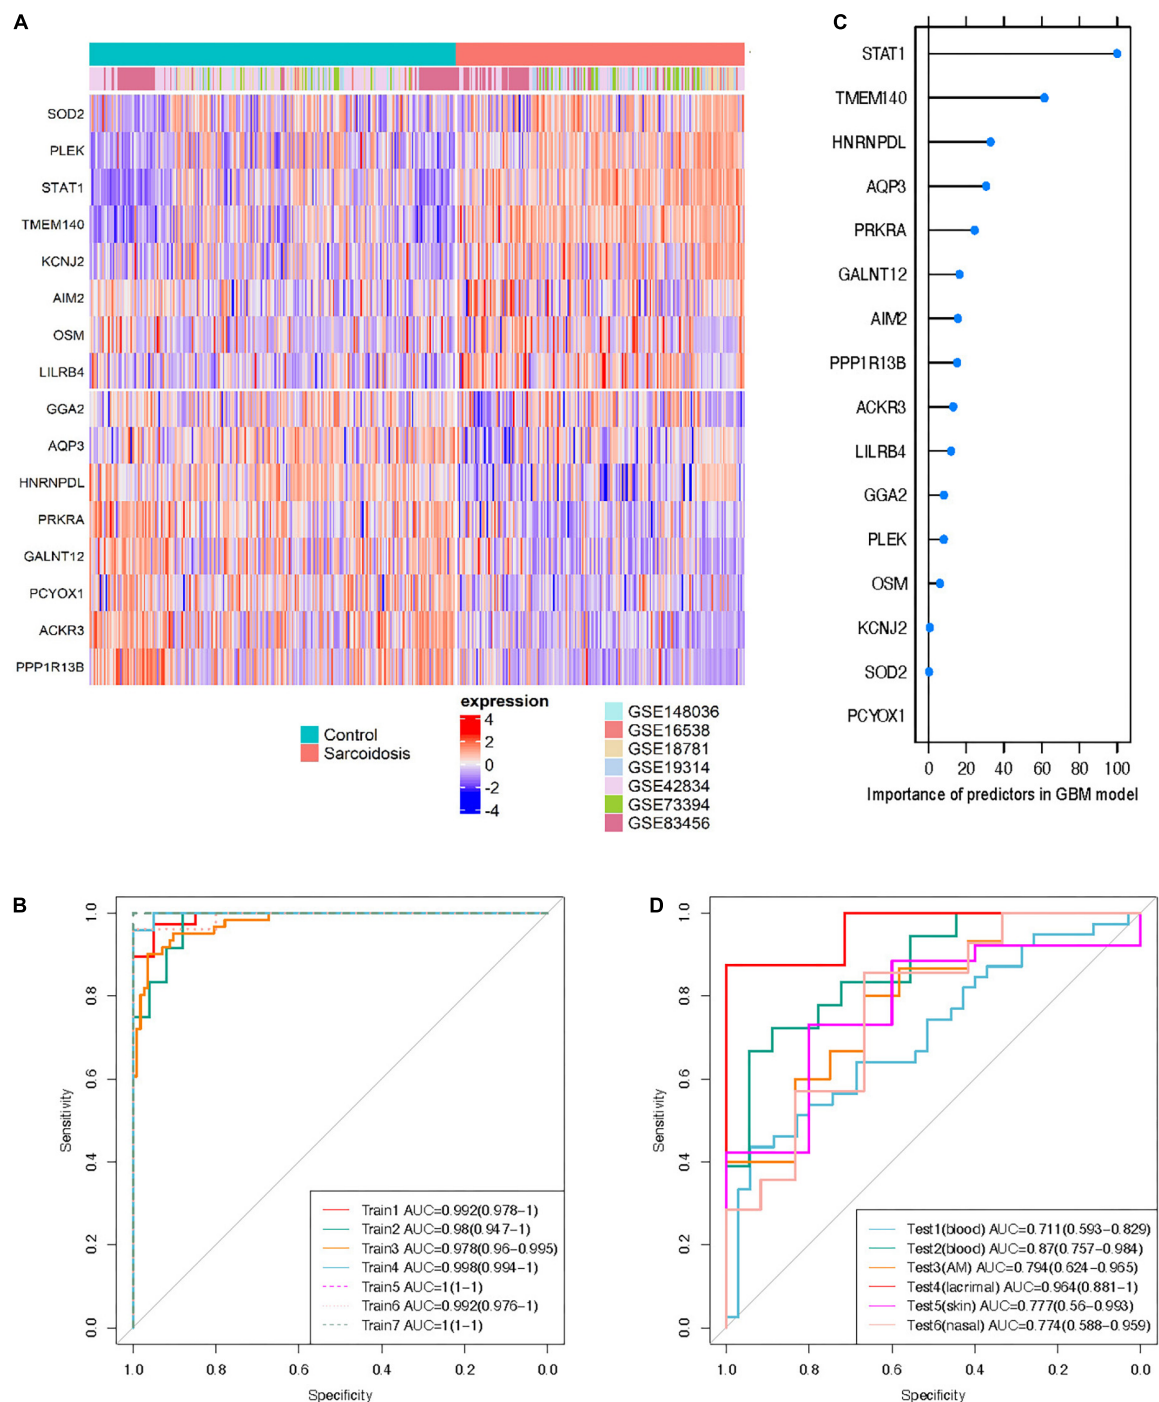 A
SOD2
PLEK
STAT1
TMEM140
KCNJ2
AIM2
OSM
LILRB4
GGA2
AQP3
HNRNPDL
PRKRA
GALNT12
PCYOX1
ACKR3
PPP1R13B
Control
Sarcoidosis
expression
4
2
0
-2
-4
GSE148036
GSE16538
GSE18781
GSE19314
GSE42834
GSE73394
GSE83456
C
STAT1
TMEM140
HNRNPDL
AQP3
PRKRA
GALNT12
AIM2
PPP1R13B
ACKR3
LILRB4
GGA2
PLEK
OSM
KCNJ2
SOD2
PCYOX1
0 20 40 60 80 100
Importance of predictors in GBM model
B
Sensitivity
1.0
0.8
0.6
0.4
0.2
0.0
Train1 AUC=0.992(0.978-1)
Train2 AUC=0.98(0.947-1)
Train3 AUC=0.978(0.96-0.995)
Train4 AUC=0.998(0.994-1)
Train5 AUC=1(1-1)
Train6 AUC=0.992(0.976-1)
Train7 AUC=1(1-1)
1.0 0.8 0.6 0.4 0.2 0.0
Specificity
D
Sensitivity
1.0
0.8
0.6
0.4
0.2
0.0
Test1(blood) AUC=0.711(0.593-0.829)
Test2(blood) AUC=0.87(0.757-0.984)
Test3(AM) AUC=0.794(0.624-0.965)
Test4(lacrimal) AUC=0.964(0.881-1)
Test5(skin) AUC=0.777(0.56-0.993)
Test6(nasal) AUC=0.774(0.588-0.959)
1.0 0.8 0.6 0.4 0.2 0.0
Specificity